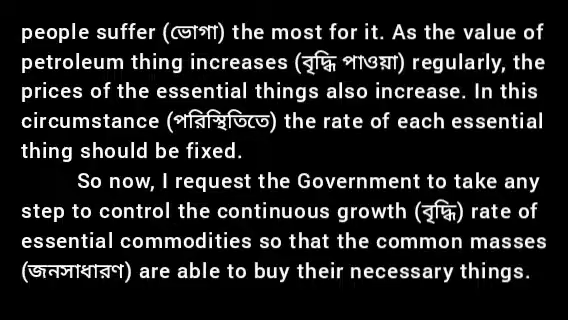 people suffer (ভোগা) the most for it. As the value of
petroleum thing increases (বৃদ্ধি পাওয়া) regularly, the
prices of the essential things also increase. In this
circumstance (পরিস্থিতিতে) the rate of each essential
thing should be fixed.
So now, I request the Government to take any
step to control the continuous growth (বৃদ্ধি) rate of
essential commodities so that the common masses
(জনসাধারণ) are able to buy their necessary things.